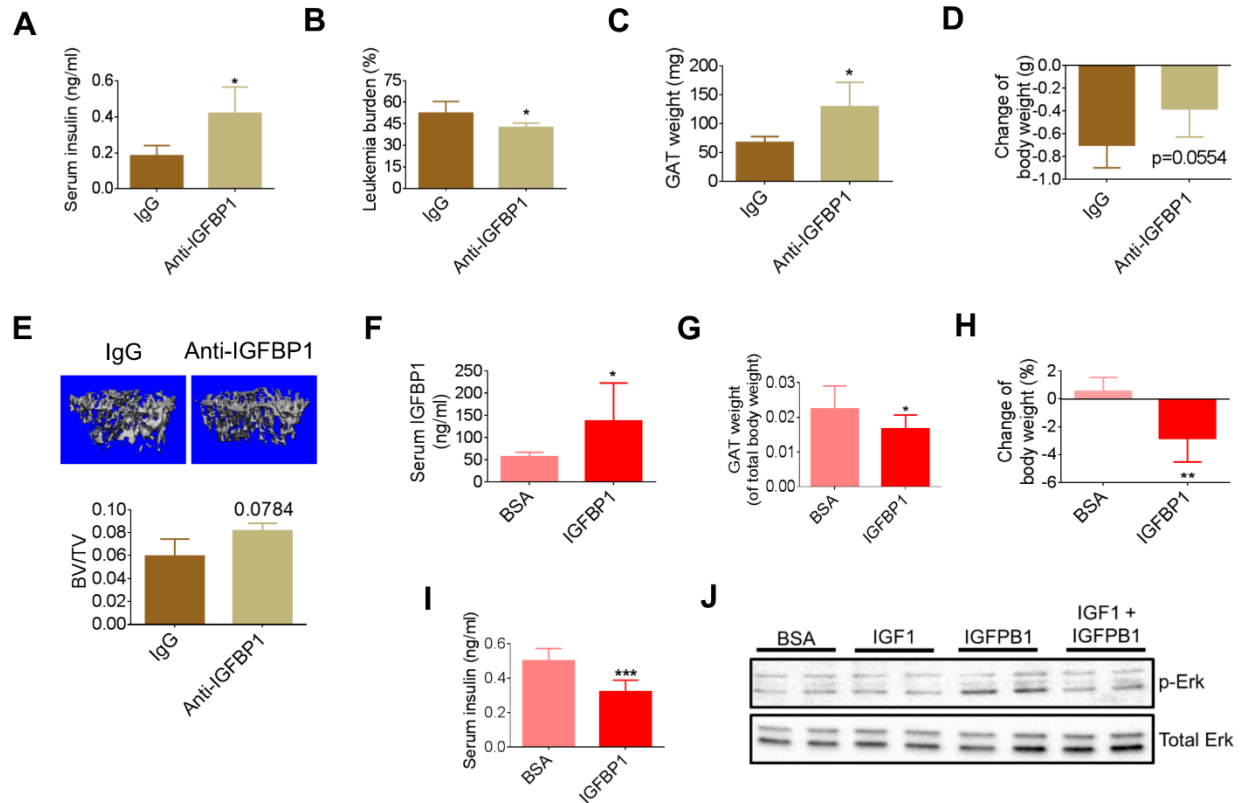 A
Serum insulin (ng/ml)
0.6
0.4
0.2
0.0
*
IgG
Anti-IGFBP1
B
Leukemia burden (%)
75
60
45
30
15
0
*
IgG
Anti-IGFBP1
C
GAT weight (mg)
200
150
100
50
0
*
IgG
Anti-IGFBP1
D
Change of
body weight (g)
0.0
-0.2
-0.4
-0.6
-0.8
-1.0
p=0.0554
IgG
Anti-IGFBP1
E
IgG
Anti-IGFBP1
BV/TV
0.10
0.08
0.06
0.04
0.02
0.00
0.0784
IgG
Anti-IGFBP1
F
Serum IGFBP1
(ng/ml)
250
200
150
100
50
0
*
BSA
IGFBP1
G
GAT weight
(of total body weight)
0.03
0.02
0.01
0.00
*
BSA
IGFBP1
H
Change of
body weight (%)
2
0
-2
-4
-6
**
BSA
IGFBP1
I
Serum insulin (ng/ml)
0.6
0.4
0.2
0.0
***
BSA
IGFBP1
J
BSA
IGF1
IGFPB1
IGF1 +
IGFPB1
p-Erk
Total Erk